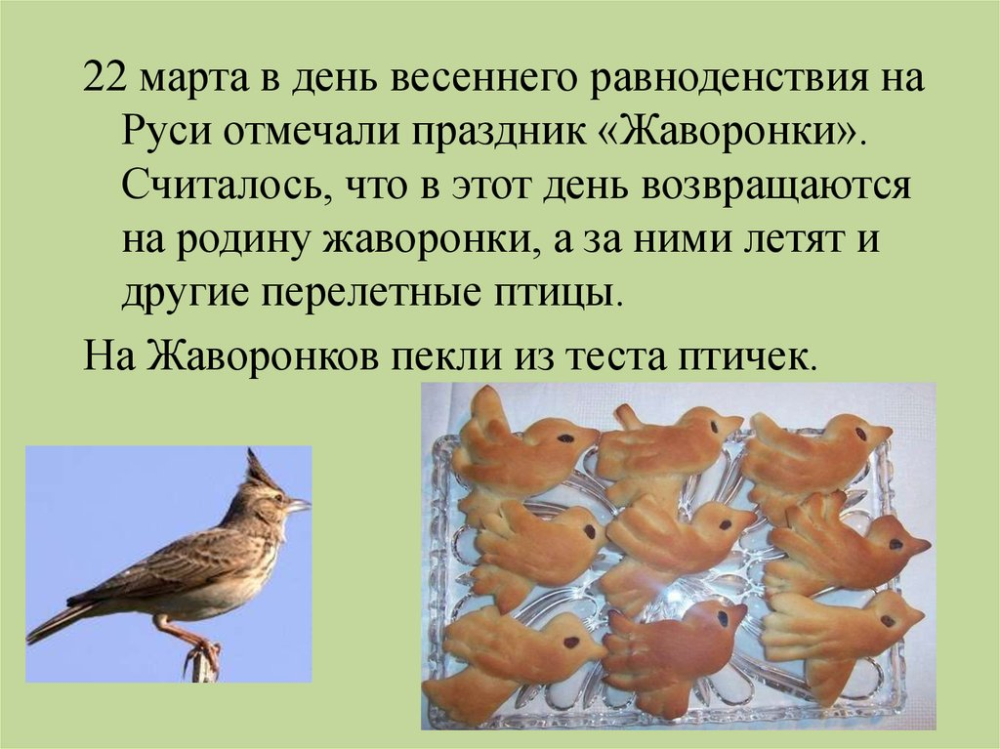 22 марта в день весеннего равноденствия на
Руси отмечали праздник «Жаворонки».
Считалось, что в этот день возвращаются
на родину жаворонки, а за ними летят и
другие перелетные птицы.
На Жаворонков пекли из теста птичек.